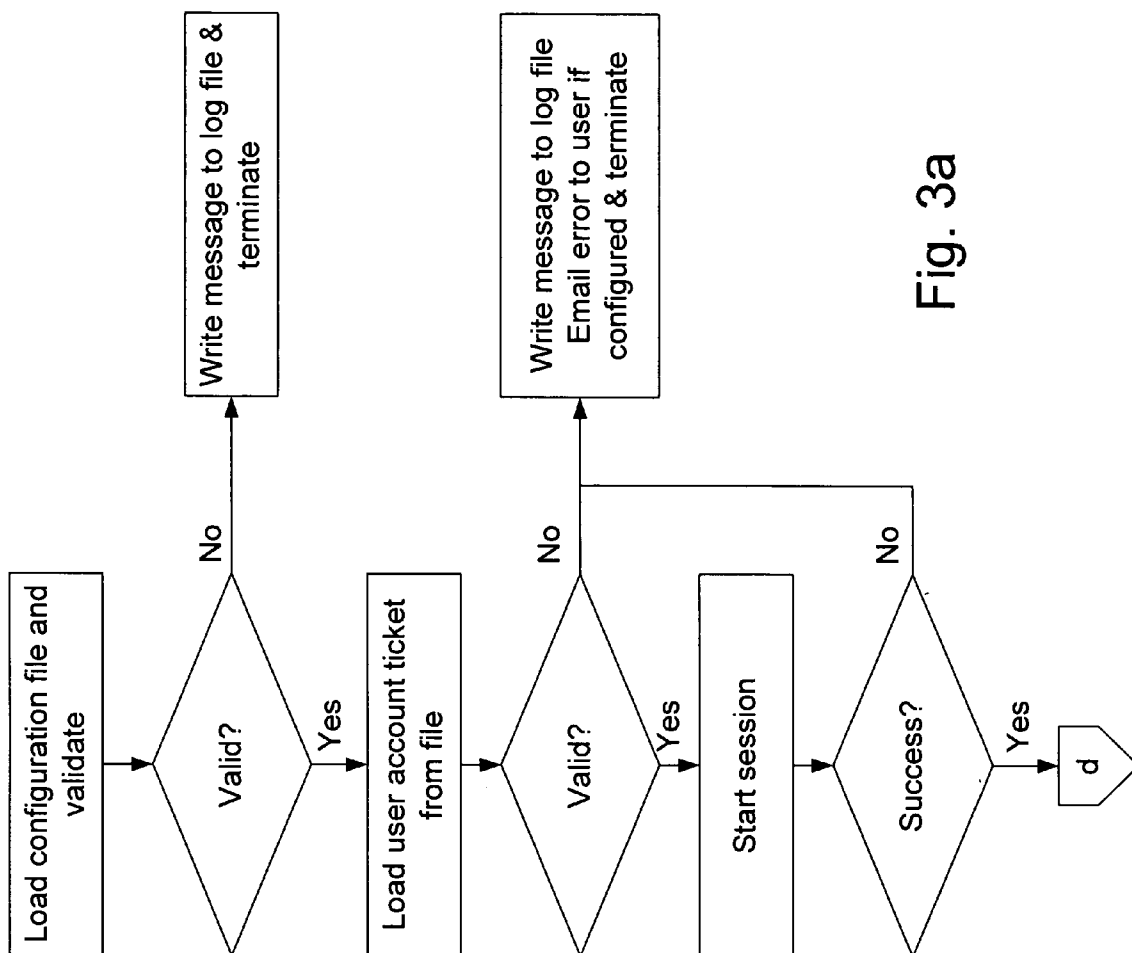 Load configuration file and
validate
Valid?
No
Write message to log file &
terminate
Yes
Load user account ticket
from file
Valid?
No
Write message to log file
Email error to user if
configured & terminate
Yes
Start session
Success?
No
Yes
d
Fig. 3a